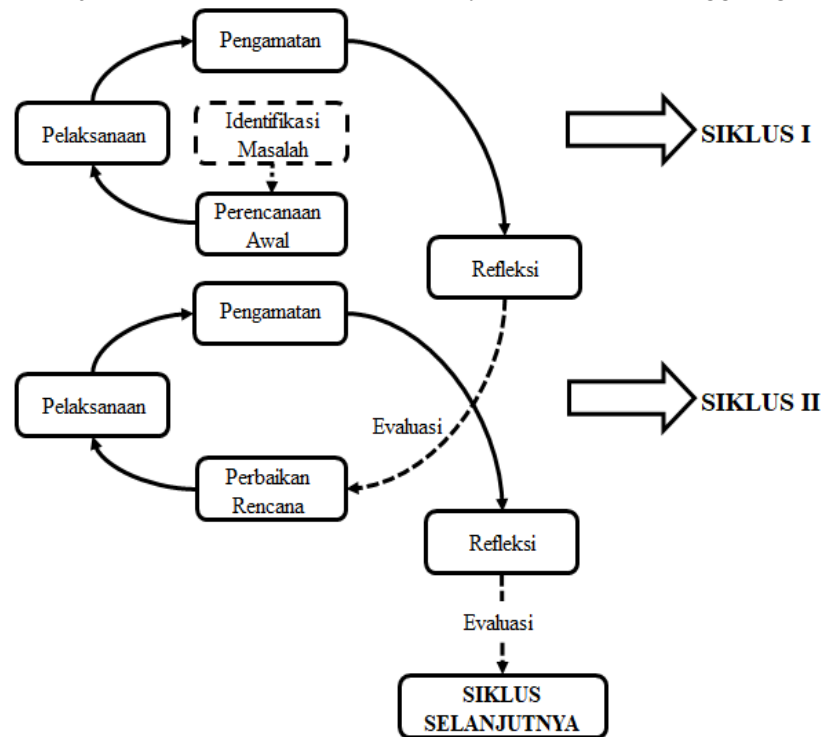 Pengamatan
Pelaksanaan
Identifikasi
Masalah
SIKLUS I
Perencanaan
Awal
Refleksi
Pengamatan
Pelaksanaan
SIKLUS II
Evaluasi
Perbaikan
Rencana
Refleksi
Evaluasi
SIKLUS
SELANJUTNYA